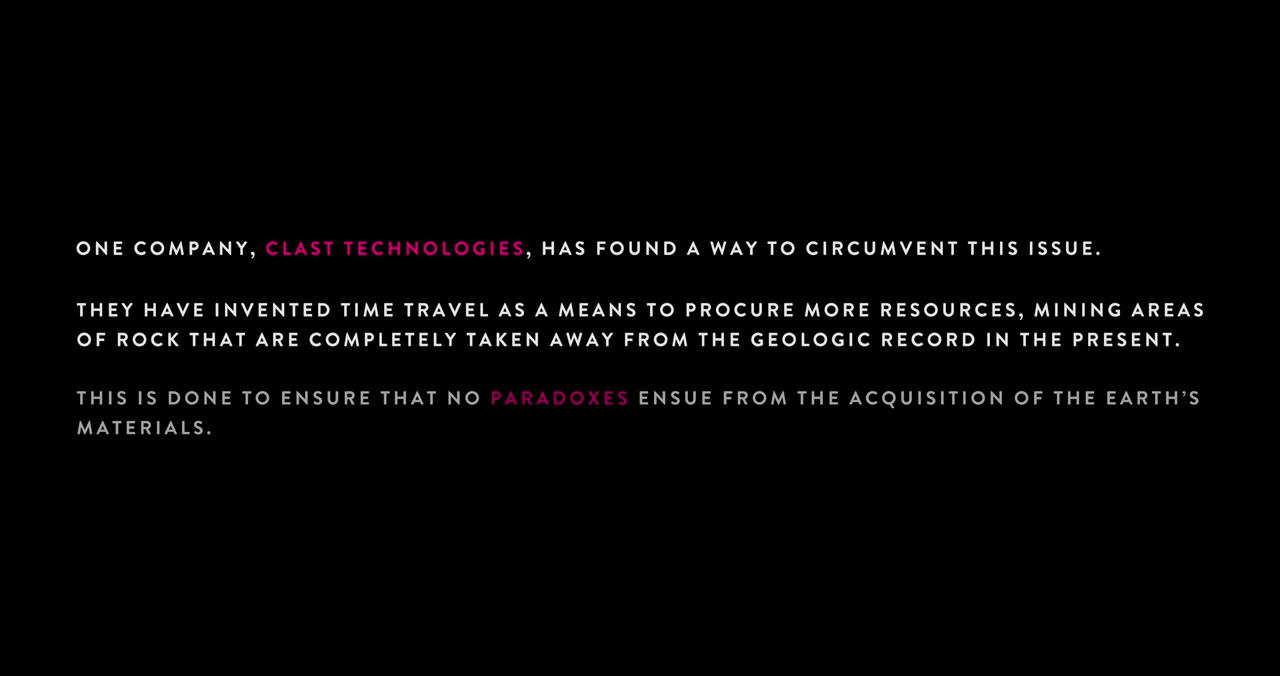 ONE COMPANY, CLAST TECHNOLOGIES, HAS FOUND A WAY TO CIRCUMVENT THIS ISSUE.
THEY HAVE INVENTED TIME TRAVEL AS A MEANS TO PROCURE MORE RESOURCES, MINING AREAS
OF ROCK THAT ARE COMPLETELY TAKEN AWAY FROM THE GEOLOGIC RECORD IN THE PRESENT.
THIS IS DONE TO ENSURE THAT NO PARADOXES ENSUE FROM THE ACQUISITION OF THE EARTH’S
MATERIALS.